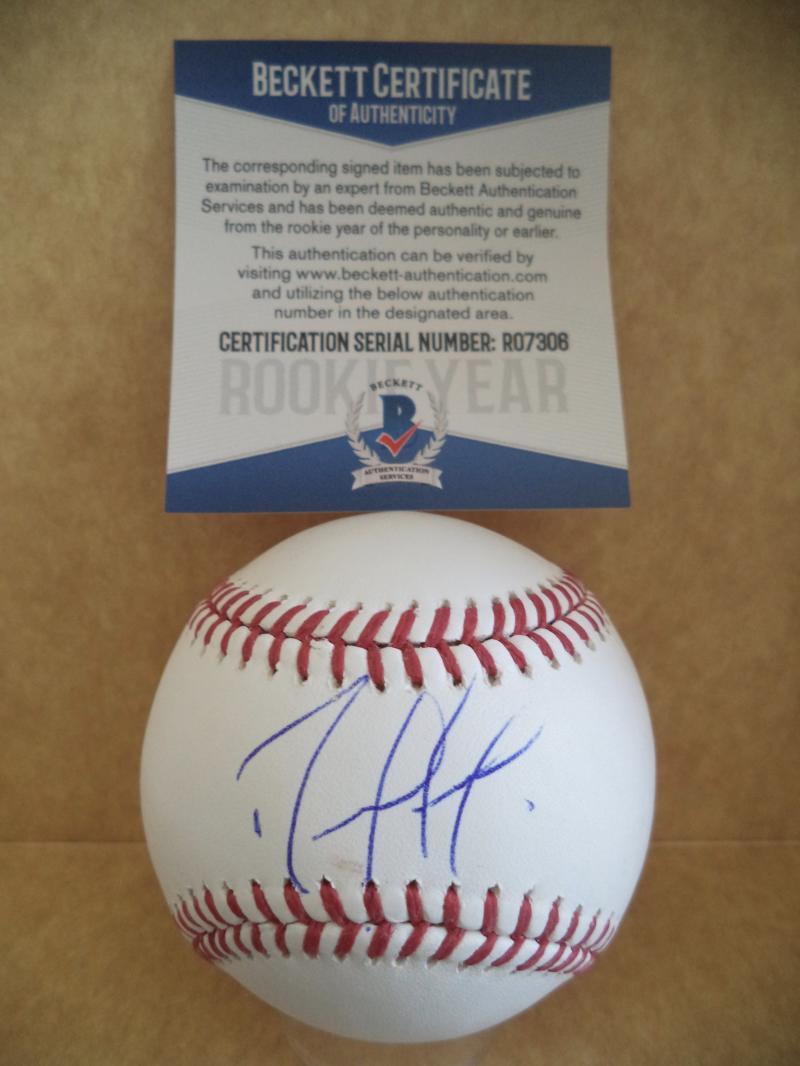 BECKETT CERTIFICATE
OF AUTHENTICITY
The corresponding signed item has been subjected to
examination by an expert from Beckett Authentication
Services and has been deemed authentic and genuine
from the rookie year of the personality or earlier.
This authentication can be verified by
visiting www.beckett-authentication.com
and utilizing the below authentication
number in the designated area.
CERTIFICATION SERIAL NUMBER: R07306
ROOKIE YEAR
BECKETT
B
AUTHENTICATION
SERVICES